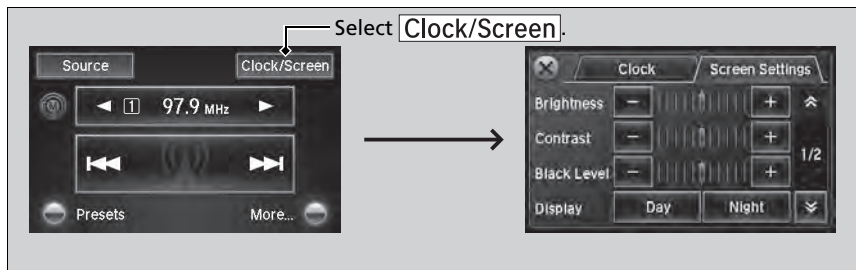 Select Clock/Screen.
Source
Clock/Screen
1 97.9 MHz
Presets
More...
Clock
Screen Settings
Brightness - +
Contrast - +
1/2
Black Level - +
Display Day Night